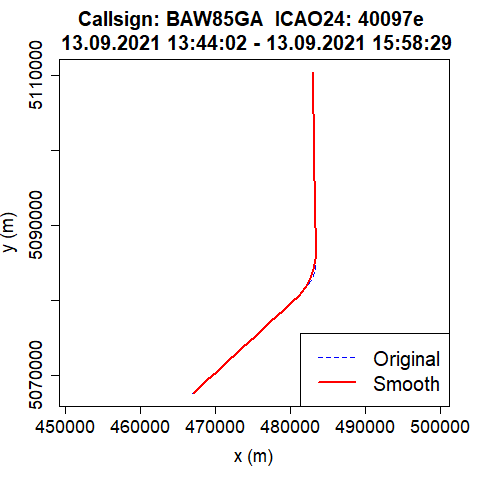 Callsign: BAW85GA  ICAO24: 40097e
13.09.2021 13:44:02 - 13.09.2021 15:58:29
5110000
5090000
5070000
y (m)
Original
Smooth
450000 460000 470000 480000 490000 500000
x (m)